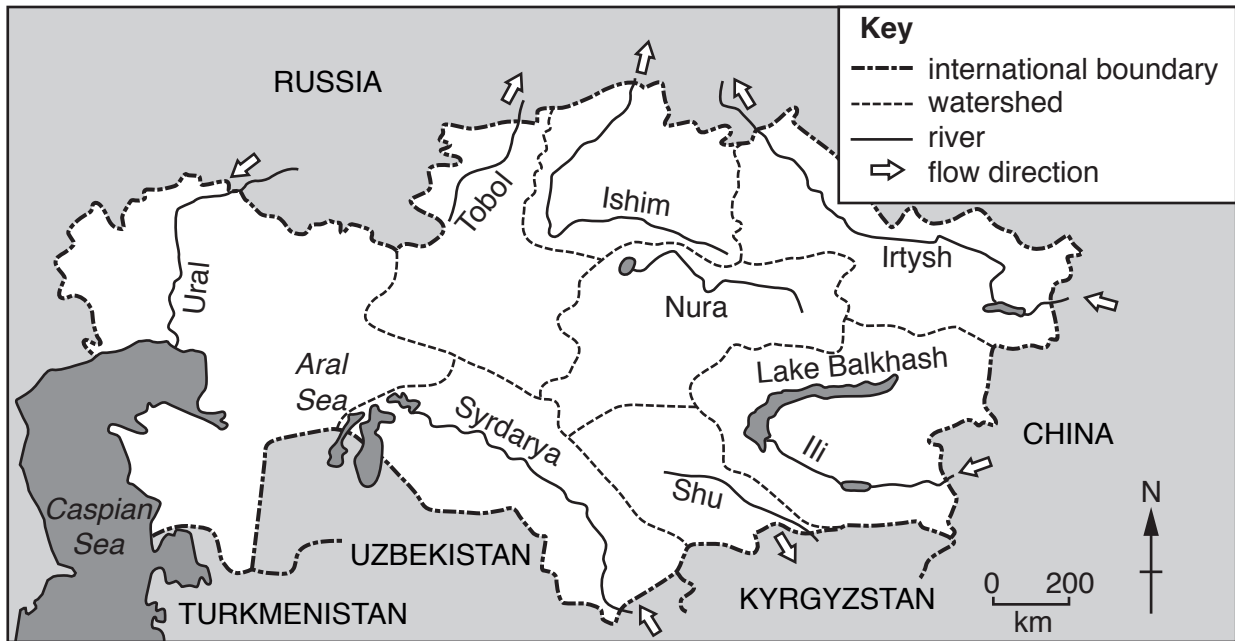 Key
international boundary
watershed
river
flow direction
RUSSIA
Tobol
Ishim
Irtysh
Ural
Nura
Aral
Sea
Lake Balkhash
Syrdarya
Ili
CHINA
Shu
N
Caspian
Sea
UZBEKISTAN
KYRGYZSTAN
TURKMENISTAN
0 200
km